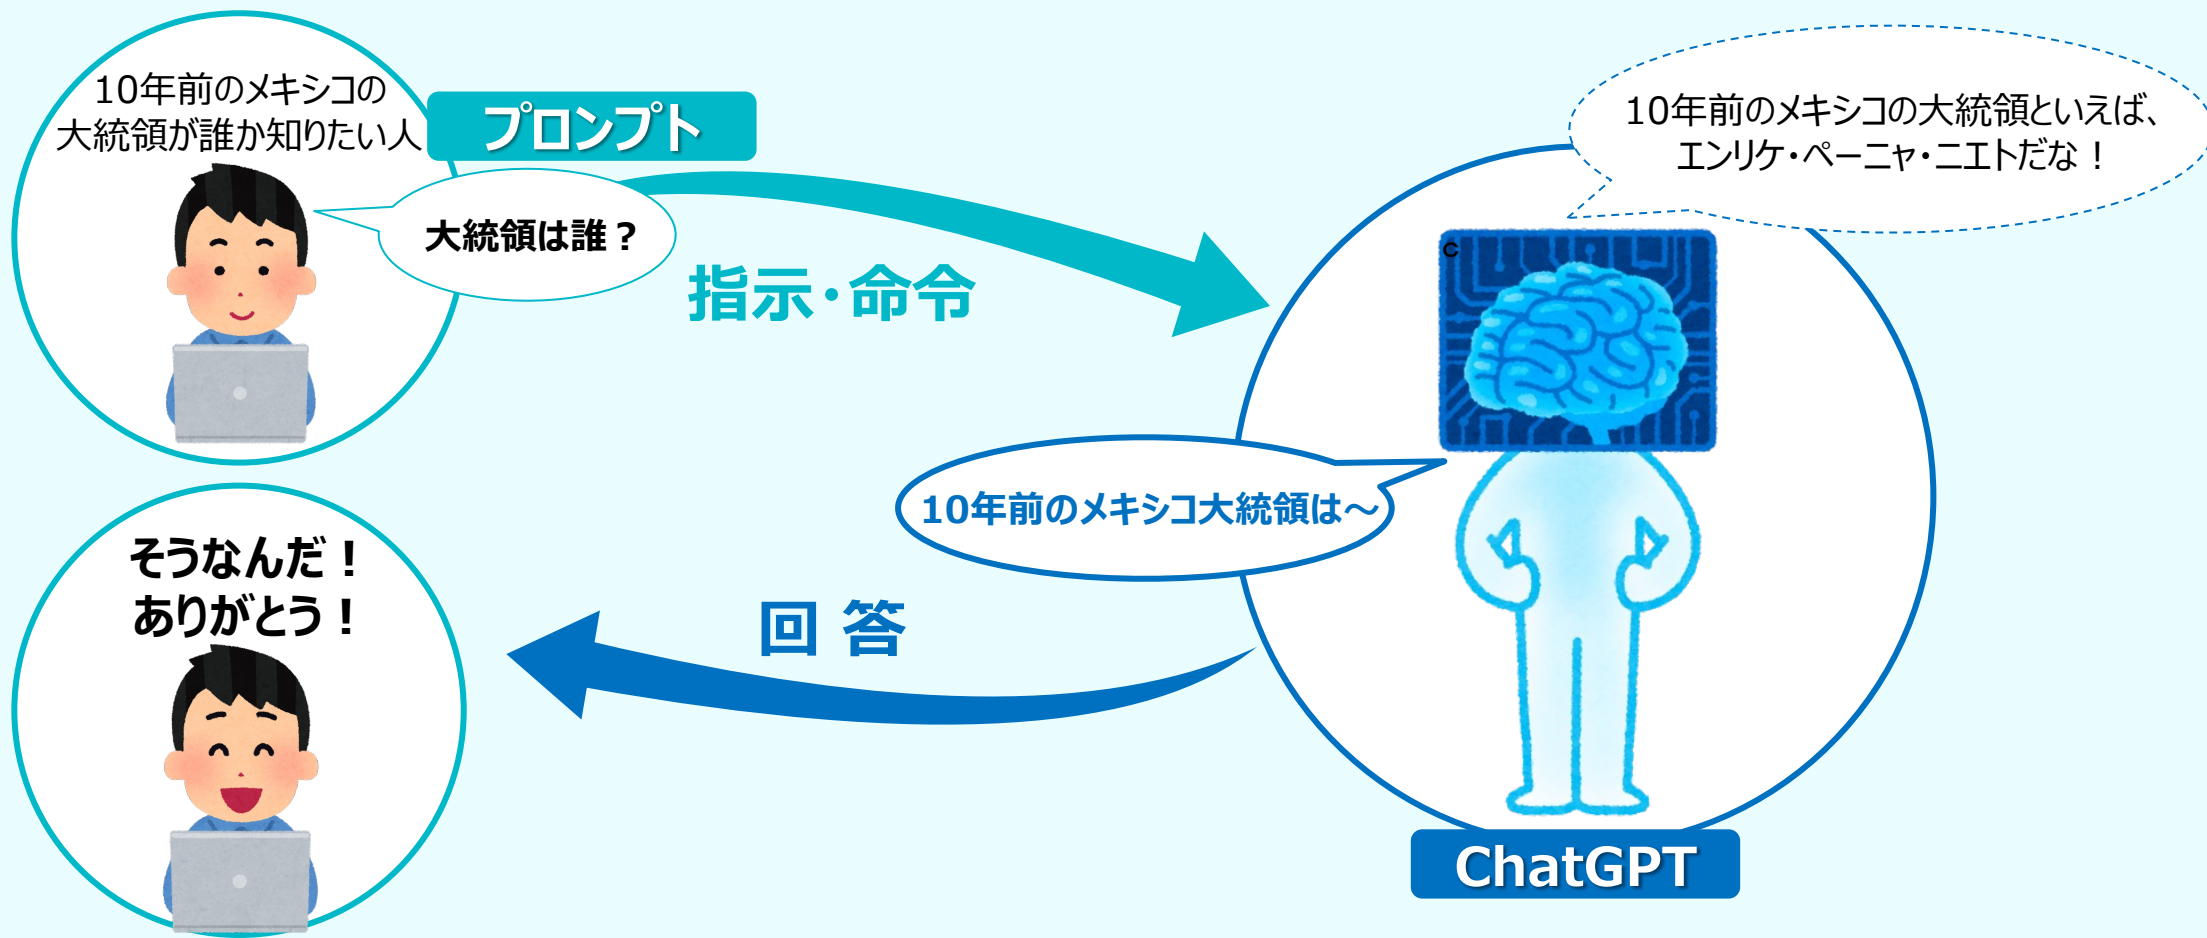 10年前のメキシコの
大統領が誰か知りたい人
プロンプト
大統領は誰？
指示・命令
10年前のメキシコの大統領といえば、
エンリケ・ペーニャ・ニエトだな！
C
10年前のメキシコ大統領は～
回 答
そうなんだ！
ありがとう！
ChatGPT